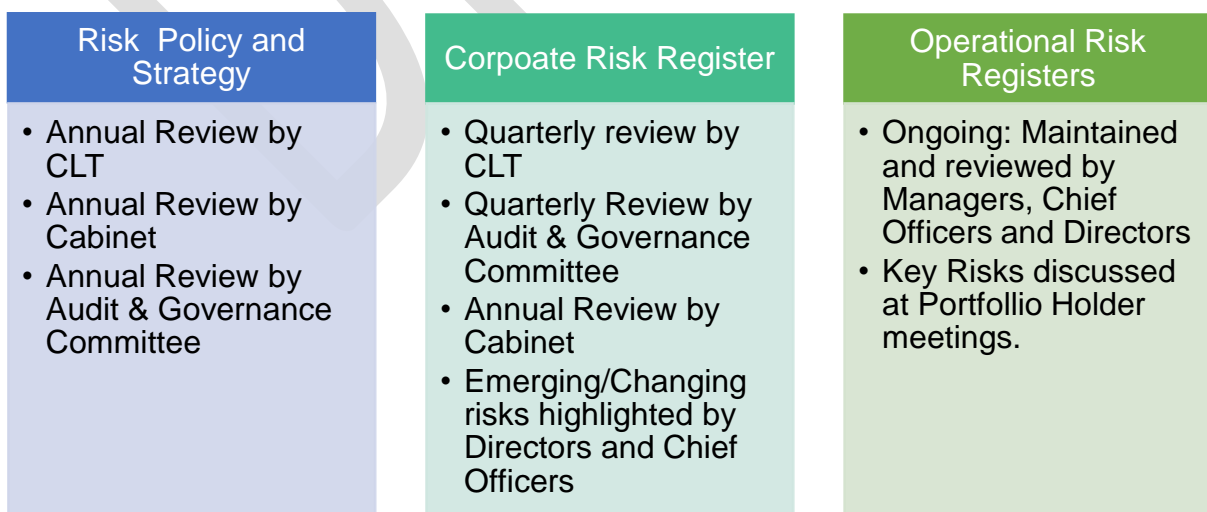 Risk  Policy and
Strategy
• Annual Review by
CLT
• Annual Review by
Cabinet
• Annual Review by
Audit & Governance
Committee
Corpoate Risk Register
• Quarterly review by
CLT
• Quarterly Review by
Audit & Governance
Committee
• Annual Review by
Cabinet
• Emerging/Changing
risks highlighted by
Directors and Chief
Officers
Operational Risk
Registers
• Ongoing: Maintained
and reviewed by
Managers, Chief
Officers and Directors
• Key Risks discussed
at Portfollio Holder
meetings.